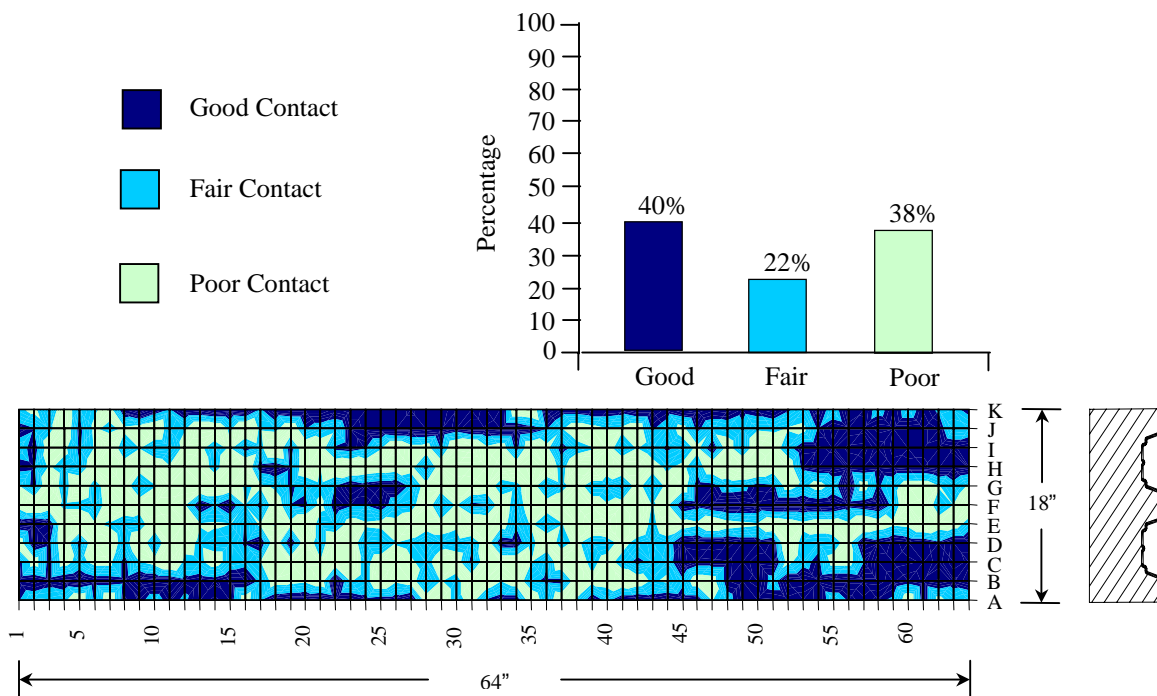 Good Contact
Fair Contact
Poor Contact
Percentage
100
90
80
70
60
50
40
30
20
10
0
40%
22%
38%
Good Fair Poor
K
J
I
H
G
F
E
D
C
B
A
18”
1 5 10 15 20 25 30 35 40 45 50 55 60
64”